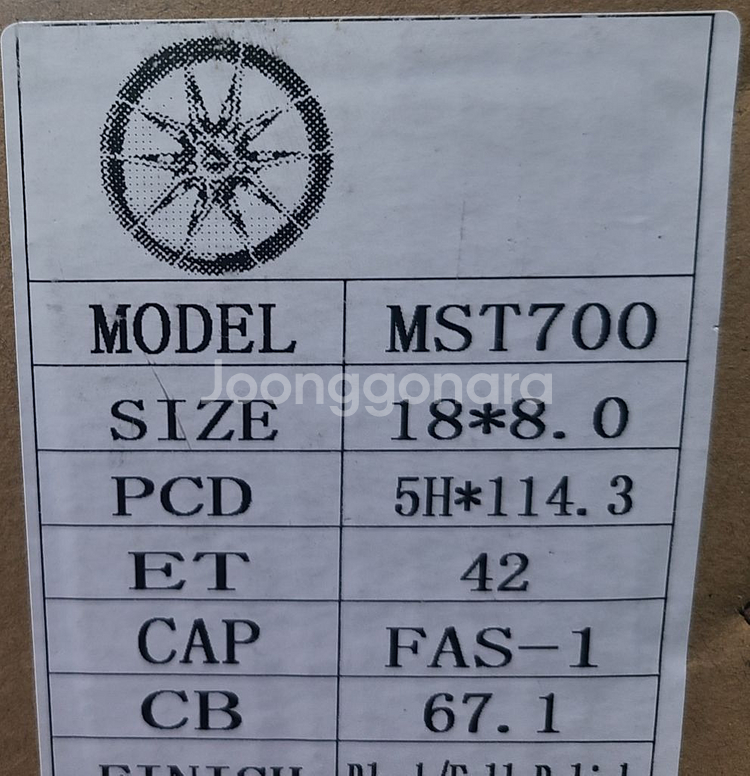 MODEL MST700
Joonggonara
SIZE 18*8.0
PCD 5H*114.3
ET 42
CAP FAS-1
CB 67.1
FINISH